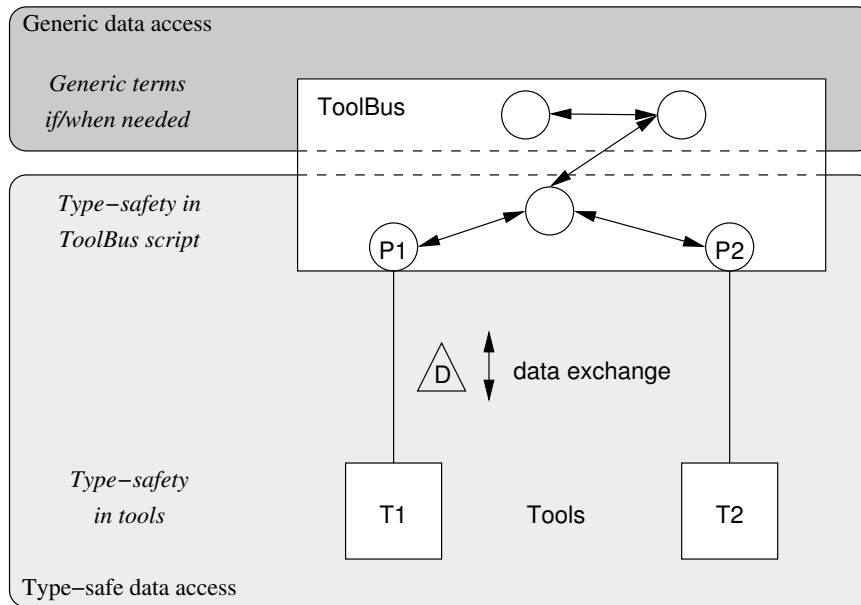 Generic data access
Generic terms
if/when needed
ToolBus
Type−safety in
ToolBus script
P1
P2
D
data exchange
Type−safety
in tools
T1
Tools
T2
Type−safe data access